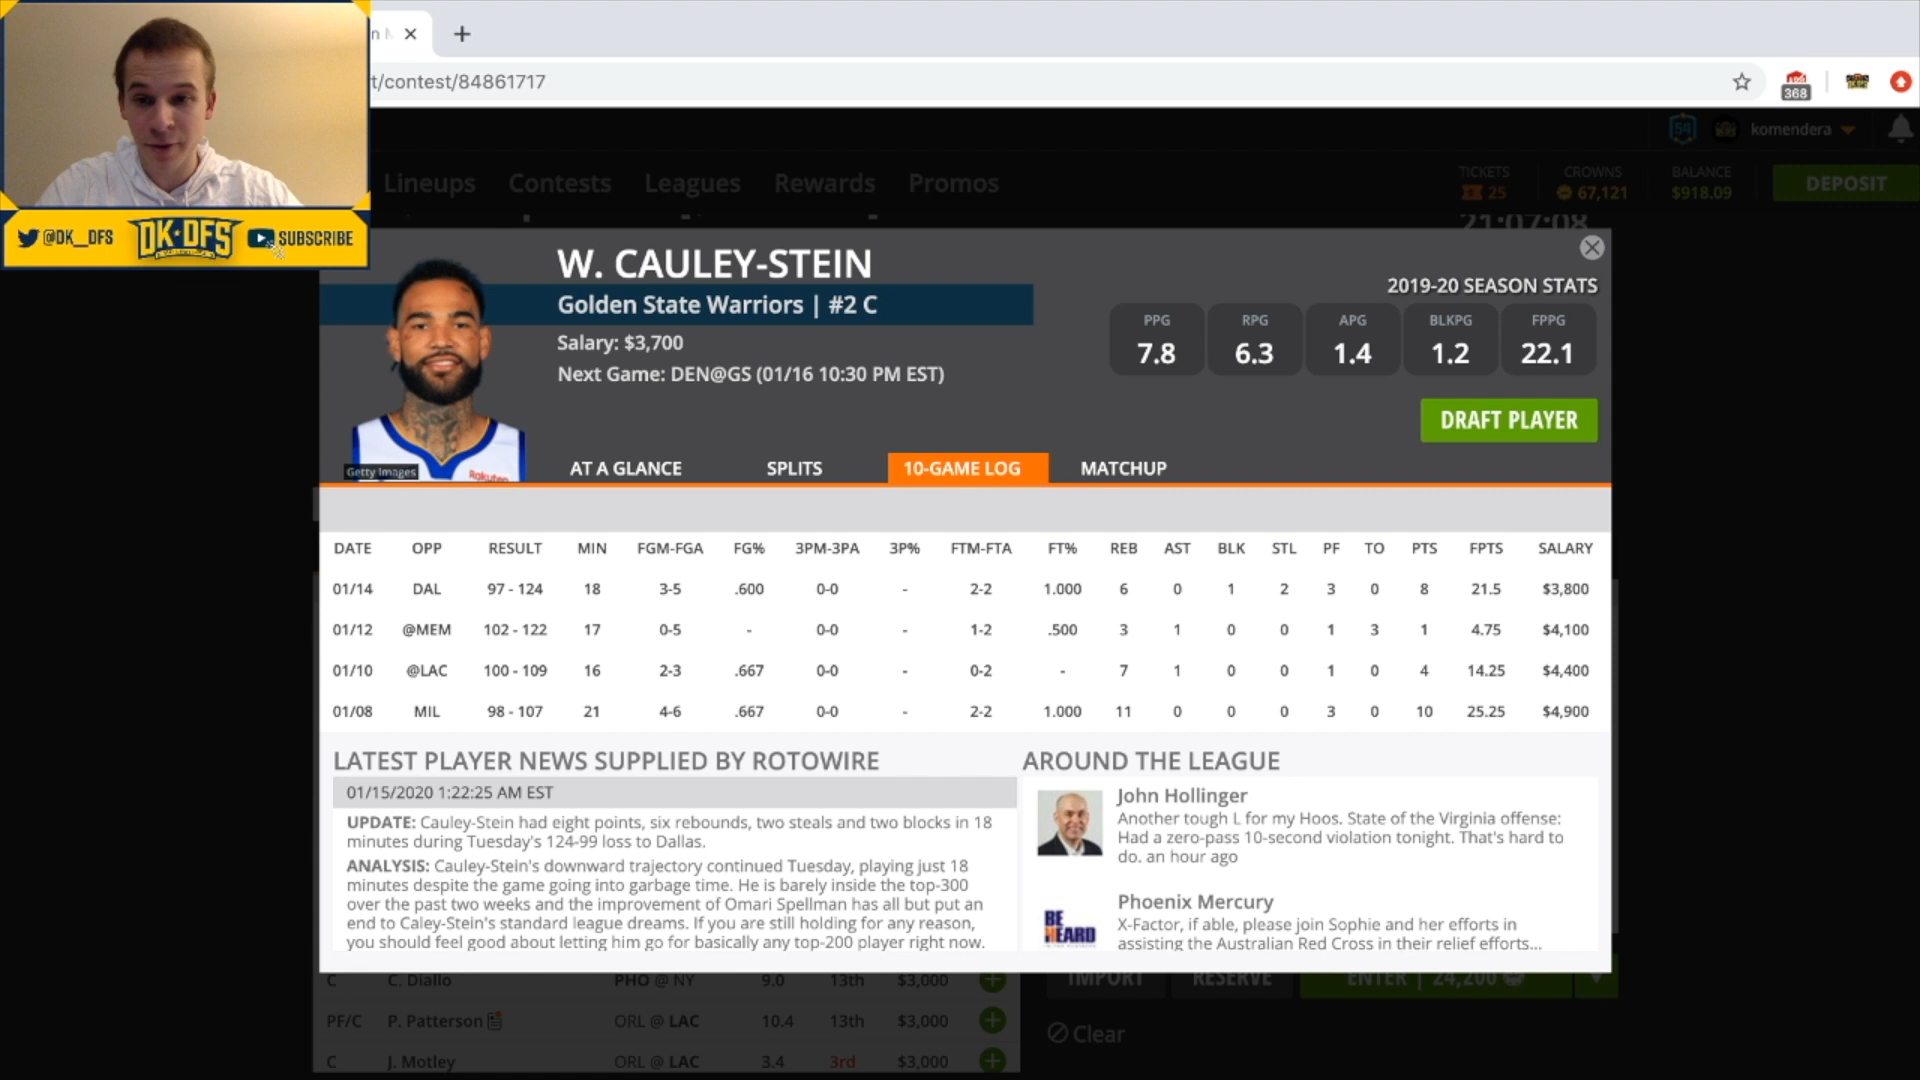 t/contest/84861717
368
54
komendera
Lineups Contests Leagues Rewards Promos
TICKETS
25
CROWNS
67,121
BALANCE
$918.09
DEPOSIT
@DK__DFS
DK DFS
SUBSCRIBE
21:07:08
W. CAULEY-STEIN
Golden State Warriors | #2 C
Salary: $3,700
Next Game: DEN@GS (01/16 10:30 PM EST)
Getty Images
Rakuten
2019-20 SEASON STATS
PPG RPG APG BLKPG FPPG
7.8 6.3 1.4 1.2 22.1
DRAFT PLAYER
AT A GLANCE SPLITS 10-GAME LOG MATCHUP
DATE OPP RESULT MIN FGM-FGA FG% 3PM-3PA 3P% FTM-FTA FT% REB AST BLK STL PF TO PTS FPTS SALARY
01/14 DAL 97 - 124 18 3-5 .600 0-0 - 2-2 1.000 6 0 1 2 3 0 8 21.5 $3,800
01/12 @MEM 102 - 122 17 0-5 - 0-0 - 1-2 .500 3 1 0 0 1 3 1 4.75 $4,100
01/10 @LAC 100 - 109 16 2-3 .667 0-0 - 0-2 - 7 1 0 0 1 0 4 14.25 $4,400
01/08 MIL 98 - 107 21 4-6 .667 0-0 - 2-2 1.000 11 0 0 0 3 0 10 25.25 $4,900
LATEST PLAYER NEWS SUPPLIED BY ROTOWIRE
01/15/2020 1:22:25 AM EST
UPDATE: Cauley-Stein had eight points, six rebounds, two steals and two blocks in 18
minutes during Tuesday's 124-99 loss to Dallas.
ANALYSIS: Cauley-Stein's downward trajectory continued Tuesday, playing just 18
minutes despite the game going into garbage time. He is barely inside the top-300
over the past two weeks and the improvement of Omari Spellman has all but put an
end to Caley-Stein's standard league dreams. If you are still holding for any reason,
you should feel good about letting him go for basically any top-200 player right now.
AROUND THE LEAGUE
John Hollinger
Another tough L for my Hoos. State of the Virginia offense:
Had a zero-pass 10-second violation tonight. That's hard to
do. an hour ago
BE
HEARD
Phoenix Mercury
X-Factor, if able, please join Sophie and her efforts in
assisting the Australian Red Cross in their relief efforts...
C C. Diallo PHO @ NY 9.0 13th $3,000
PF/C P. Patterson ORL @ LAC 10.4 13th $3,000
C J. Motley ORL @ LAC 3.4 3rd $3,000
IMPORT RESERVE ENTER | 24,200
Clear